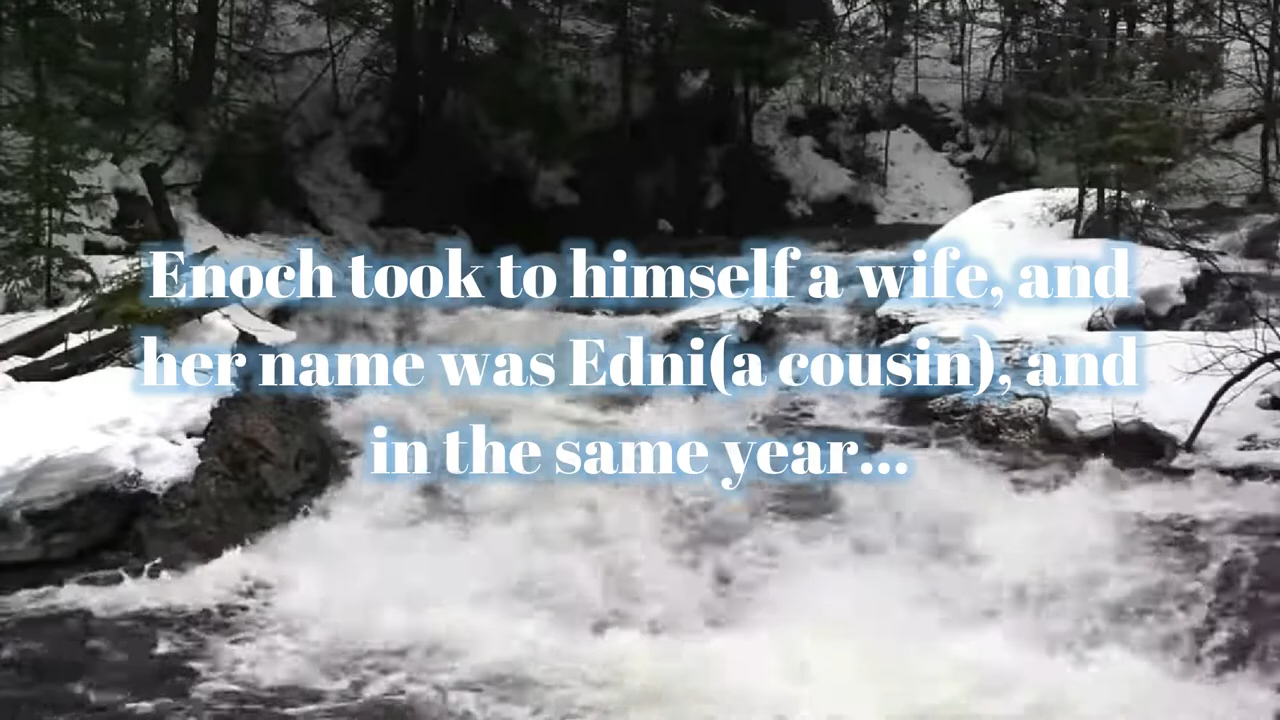 Enoch took to himself a wife, and
her name was Edni(a cousin), and
in the same year...